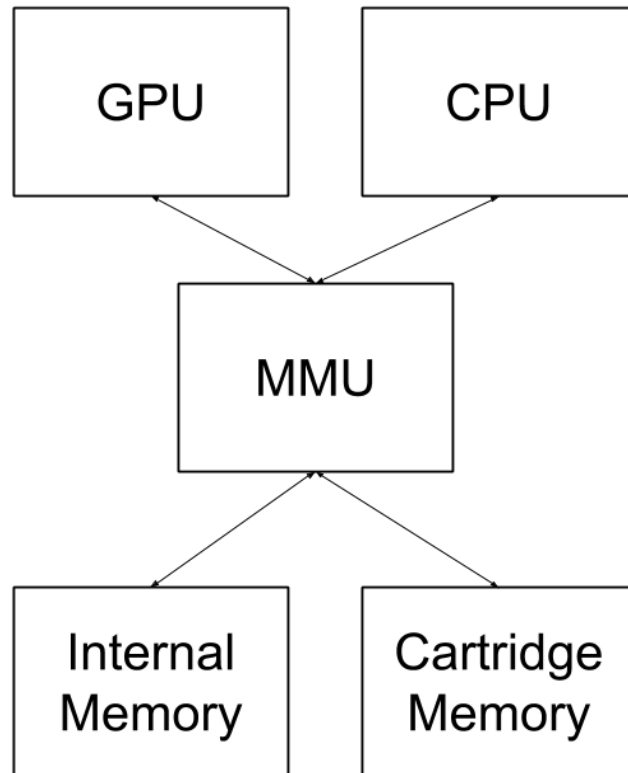 GPU
CPU
MMU
Internal
Memory
Cartridge
Memory